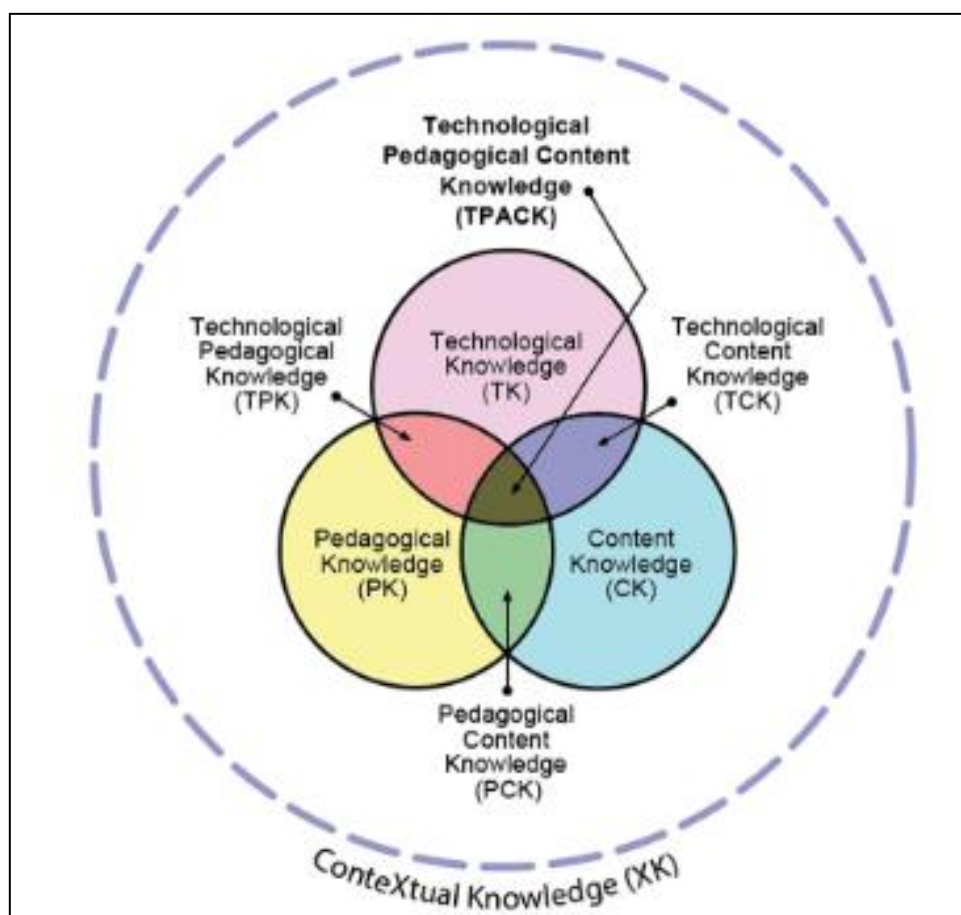 Technological
Pedagogical Content
Knowledge
(TPACK)
Technological
Pedagogical
Knowledge
(TPK)
Technological
Knowledge
(TK)
Technological
Content
Knowledge
(TCK)
Pedagogical
Knowledge
(PK)
Content
Knowledge
(CK)
Pedagogical
Content
Knowledge
(PCK)
ConteXtual Knowledge (XK)